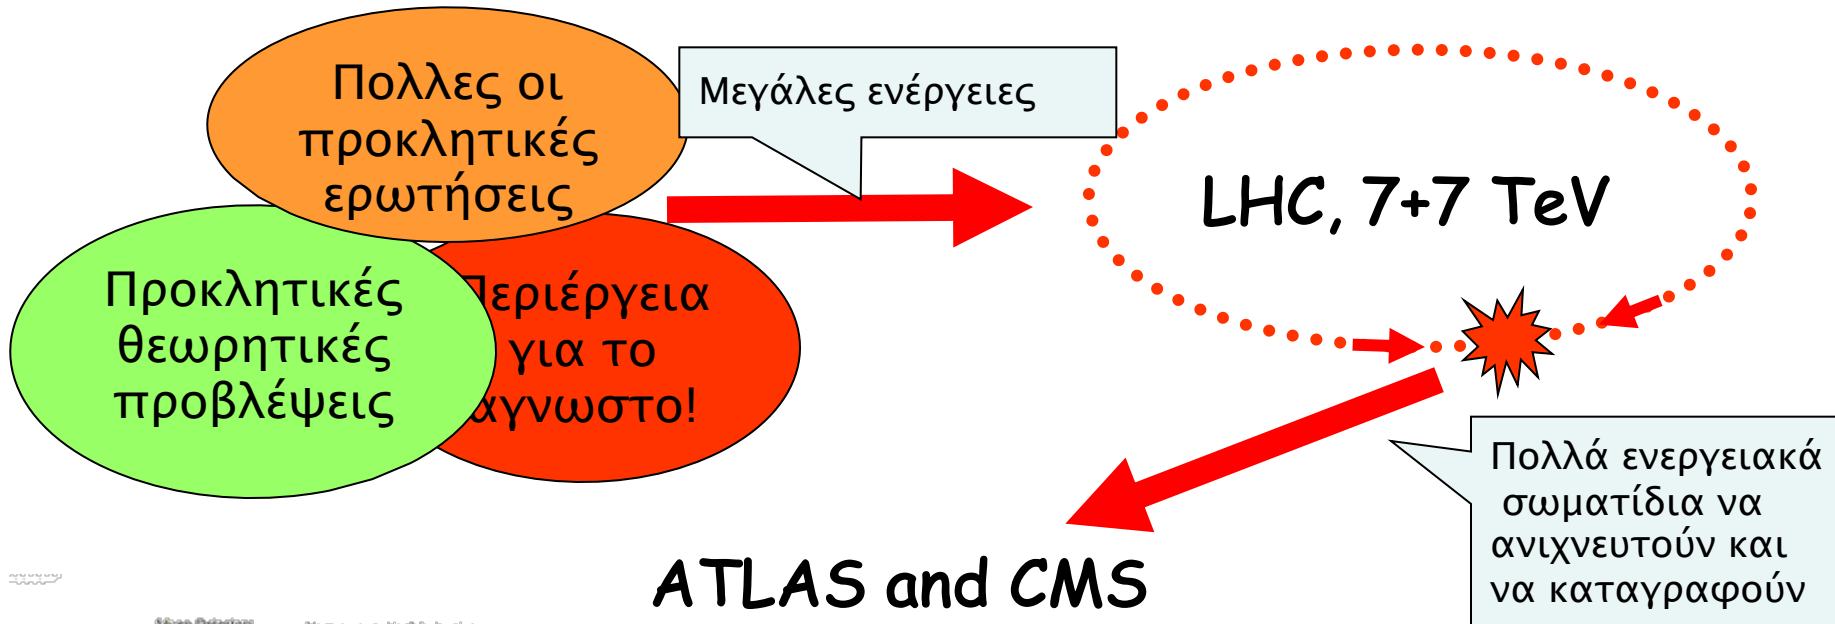 Πολλες οι
προκλητικές
ερωτήσεις
Μεγάλες ενέργειες
LHC, 7+7 TeV
Προκλητικές
θεωρητικές
προβλέψεις
Περιέργεια
για το
άγνωστο!
Πολλά ενεργειακά
σωματίδια να
ανιχνευτούν και
να καταγραφούν
ATLAS and CMS